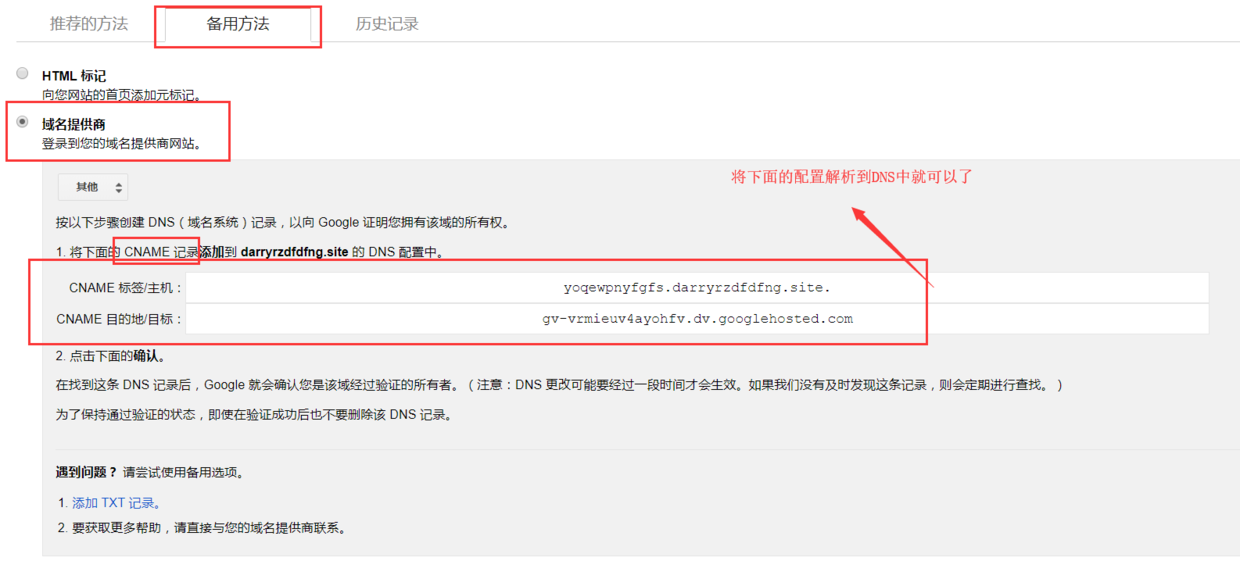 推荐的方法 备用方法 历史记录
HTML 标记
向您网站的首页添加元标记。
域名提供商
登录到您的域名提供商网站。
其他
将下面的配置解析到DNS中就可以了
按以下步骤创建 DNS（域名系统）记录，以向 Google 证明您拥有该域的所有权。
1. 将下面的 CNAME 记录添加到 darryrzdfdfng.site 的 DNS 配置中。
CNAME 标签/主机： yoqewpnyfgfs.darryrzdfdfng.site.
CNAME 目的地/目标： gv-vrmieuv4ayohfv.dv.googlehosted.com
2. 点击下面的确认。
在找到这条 DNS 记录后，Google 就会确认您是该域经过验证的所有者。（注意：DNS 更改可能要经过一段时间才会生效。如果我们没有及时发现这条记录，则会定期进行查找。）
为了保持通过验证的状态，即使在验证成功后也不要删除该 DNS 记录。
遇到问题？请尝试使用备用选项。
1. 添加 TXT 记录。
2. 要获取更多帮助，请直接与您的域名提供商联系。